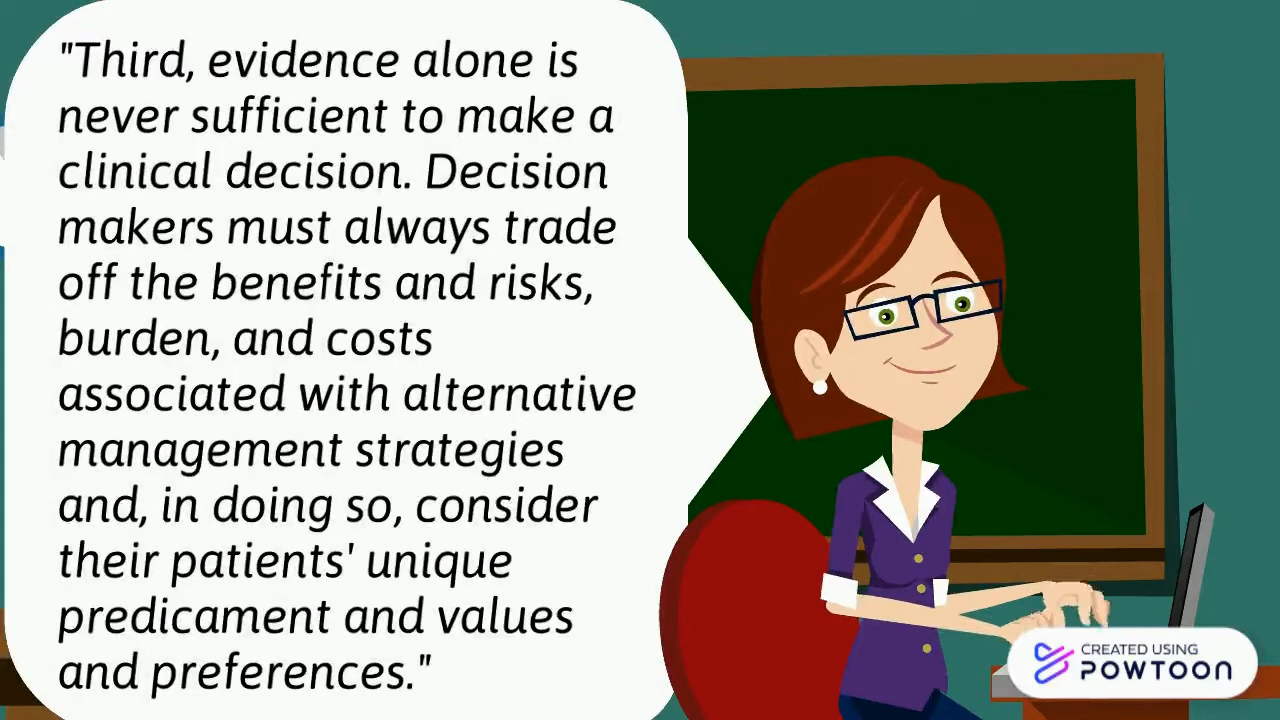 "Third, evidence alone is
never sufficient to make a
clinical decision. Decision
makers must always trade
off the benefits and risks,
burden, and costs
associated with alternative
management strategies
and, in doing so, consider
their patients' unique
predicament and values
and preferences."
CREATED USING
POWTOON